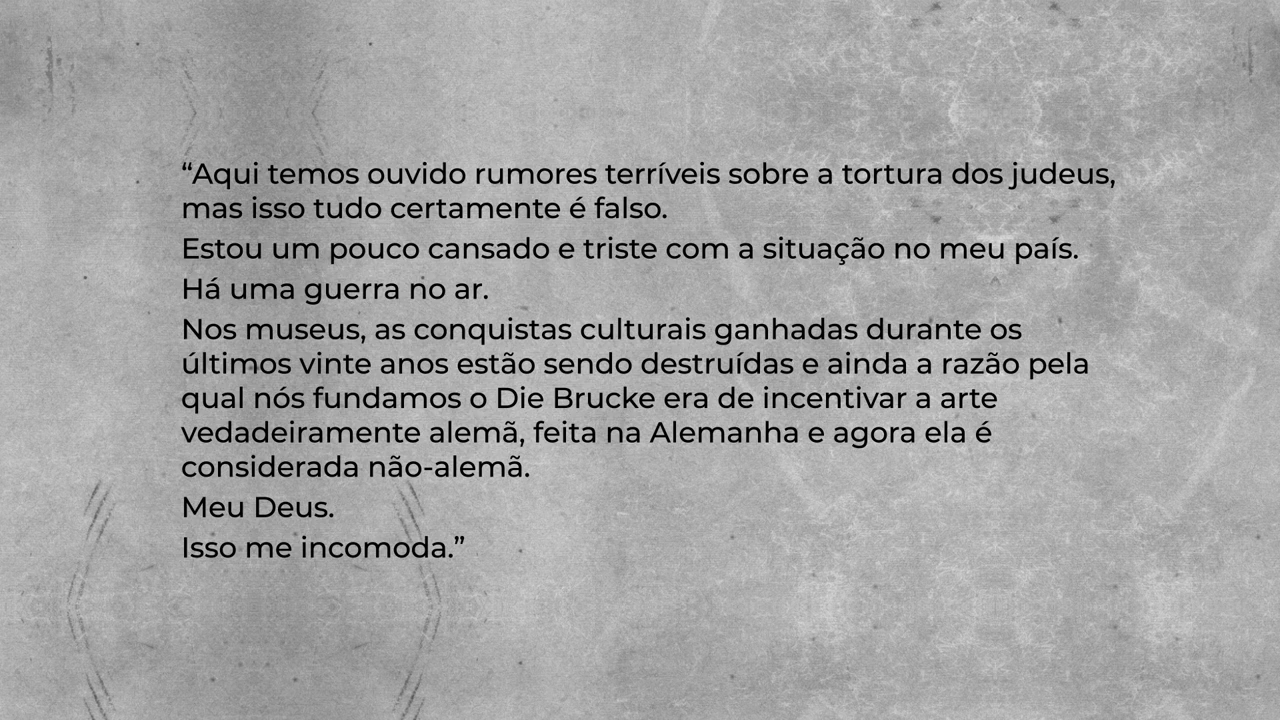 “Aqui temos ouvido rumores terríveis sobre a tortura dos judeus,
mas isso tudo certamente é falso.
Estou um pouco cansado e triste com a situação no meu país.
Há uma guerra no ar.
Nos museus, as conquistas culturais ganhadas durante os
últimos vinte anos estão sendo destruídas e ainda a razão pela
qual nós fundamos o Die Brucke era de incentivar a arte
vedadeiramente alemã, feita na Alemanha e agora ela é
considerada não-alemã.
Meu Deus.
Isso me incomoda.”